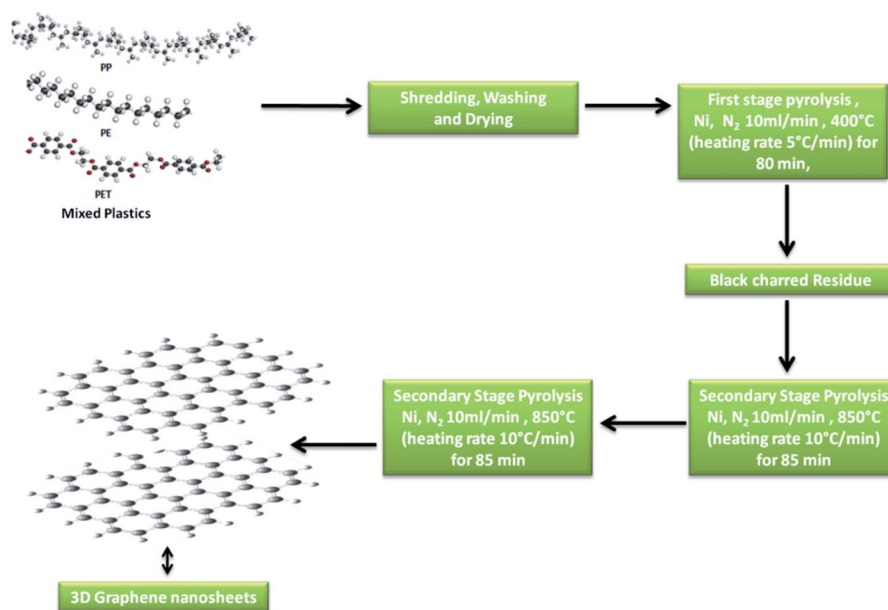 PP
PE
PET
Mixed Plastics
Shredding, Washing
and Drying
First stage pyrolysis ,
Ni, N₂ 10ml/min , 400°C
(heating rate 5°C/min) for
80 min,
Black charred Residue
Secondary Stage Pyrolysis
Ni, N₂ 10ml/min , 850°C
(heating rate 10°C/min)
for 85 min
Secondary Stage Pyrolysis
Ni, N₂ 10ml/min , 850°C
(heating rate 10°C/min)
for 85 min
3D Graphene nanosheets